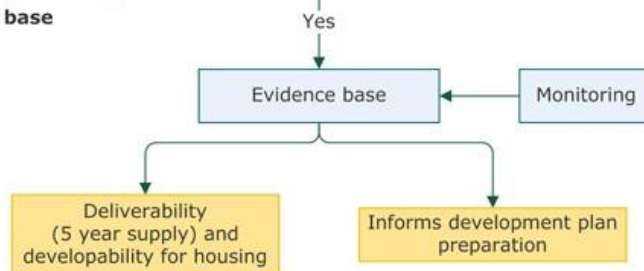 base
Yes
Evidence base
Monitoring
Deliverability
(5 year supply) and
developability for housing
Informs development plan
preparation